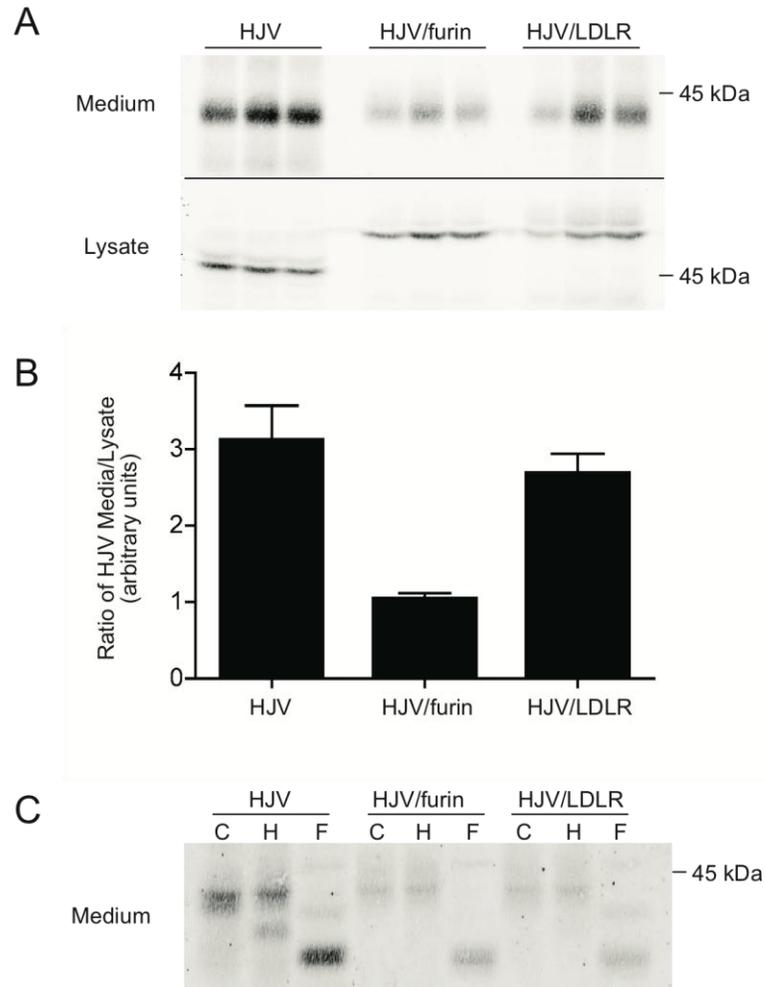 A
HJV HJV/furin HJV/LDLR
Medium
45 kDa
Lysate
45 kDa
B
Ratio of HJV Media/Lysate
(arbitrary units)
4
3
2
1
0
HJV HJV/furin HJV/LDLR
C
HJV HJV/furin HJV/LDLR
C H F C H F C H F
45 kDa
Medium